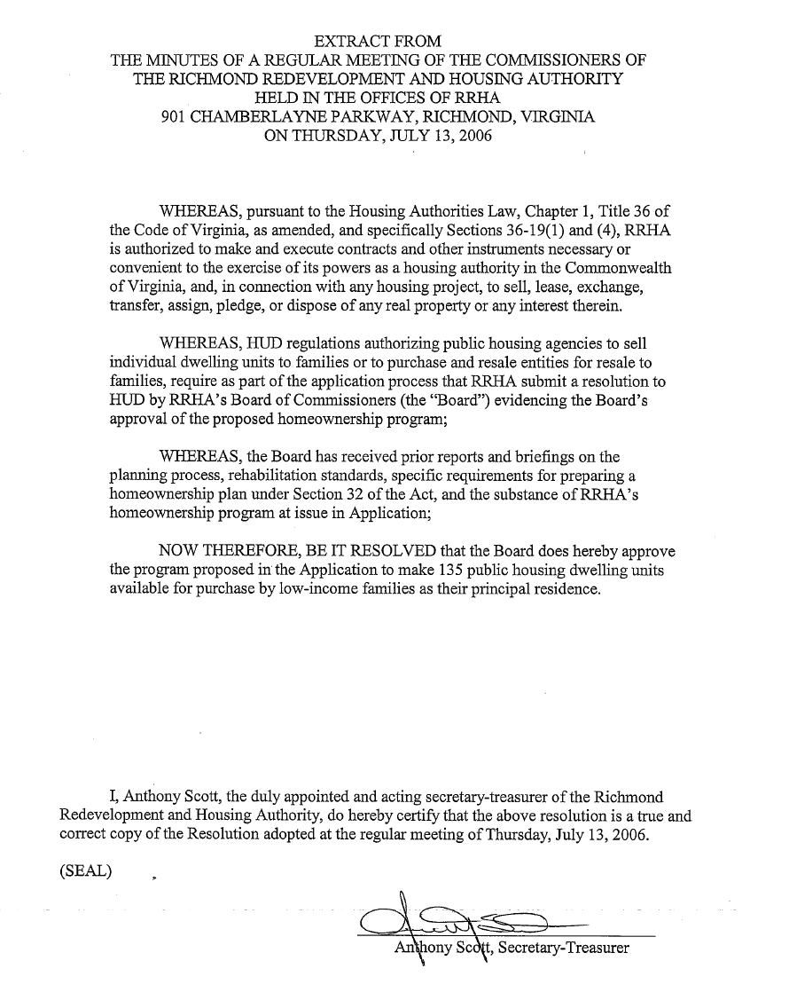 EXTRACT FROM
THE MINUTES OF A REGULAR MEETING OF THE COMMISSIONERS OF
THE RICHMOND REDEVELOPMENT AND HOUSING AUTHORITY
HELD IN THE OFFICES OF RRHA
901 CHAMBERLAYNE PARKWAY, RICHMOND, VIRGINIA
ON THURSDAY, JULY 13, 2006
WHEREAS, pursuant to the Housing Authorities Law, Chapter 1, Title 36 of
the Code of Virginia, as amended, and specifically Sections 36-19(1) and (4), RRHA
is authorized to make and execute contracts and other instruments necessary or
convenient to the exercise of its powers as a housing authority in the Commonwealth
of Virginia, and, in connection with any housing project, to sell, lease, exchange,
transfer, assign, pledge, or dispose of any real property or any interest therein.
WHEREAS, HUD regulations authorizing public housing agencies to sell
individual dwelling units to families or to purchase and resale entities for resale to
families, require as part of the application process that RRHA submit a resolution to
HUD by RRHA's Board of Commissioners (the "Board") evidencing the Board's
approval of the proposed homeownership program;
WHEREAS, the Board has received prior reports and briefings on the
planning process, rehabilitation standards, specific requirements for preparing a
homeownership plan under Section 32 of the Act, and the substance of RRHA's
homeownership program at issue in Application;
NOW THEREFORE, BE IT RESOLVED that the Board does hereby approve
the program proposed in the Application to make 135 public housing dwelling units
available for purchase by low-income families as their principal residence.
I, Anthony Scott, the duly appointed and acting secretary-treasurer of the Richmond
Redevelopment and Housing Authority, do hereby certify that the above resolution is a true and
correct copy of the Resolution adopted at the regular meeting of Thursday, July 13, 2006.
(SEAL)
Anthony Scott, Secretary-Treasurer